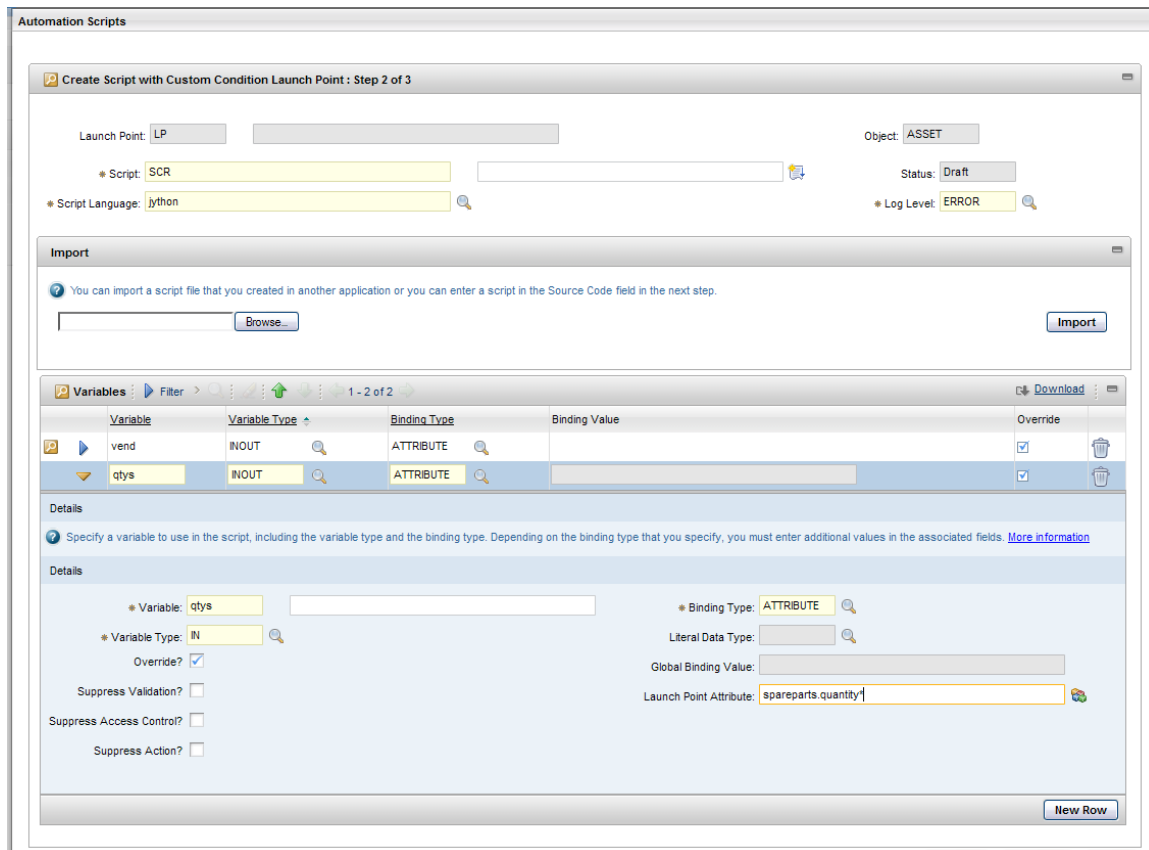 Automation Scripts
Create Script with Custom Condition Launch Point : Step 2 of 3
Launch Point: LP Object: ASSET
* Script: SCR Status: Draft
* Script Language: jython * Log Level: ERROR
Import
You can import a script file that you created in another application or you can enter a script in the Source Code field in the next step.
Browse... Import
Variables Filter > 1 - 2 of 2 Download
Variable Variable Type Binding Type Binding Value Override
vend INOUT ATTRIBUTE
qtys INOUT ATTRIBUTE
Details
Specify a variable to use in the script, including the variable type and the binding type. Depending on the binding type that you specify, you must enter additional values in the associated fields. More information
Details
* Variable: qtys * Binding Type: ATTRIBUTE
* Variable Type: IN Literal Data Type:
Override? Global Binding Value:
Suppress Validation? Launch Point Attribute: spareparts.quantity*
Suppress Access Control?
Suppress Action?
New Row